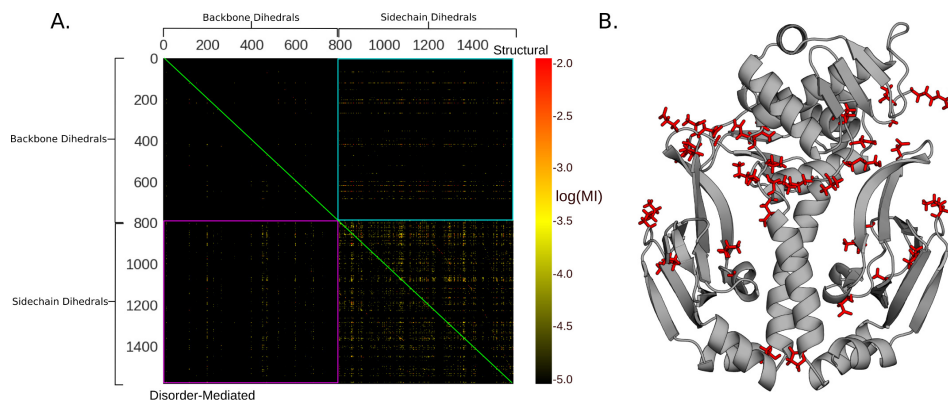 A.
B.
Backbone Dihedrals
Sidechain Dihedrals
0 200 400 600 800 1000 1200 1400
Structural
0
200
400
600
800
1000
1200
1400
Backbone Dihedrals
Sidechain Dihedrals
-2.0
-3.0
log(MI)
-3.5
-4.0
-4.5
-5.0
Disorder-Mediated